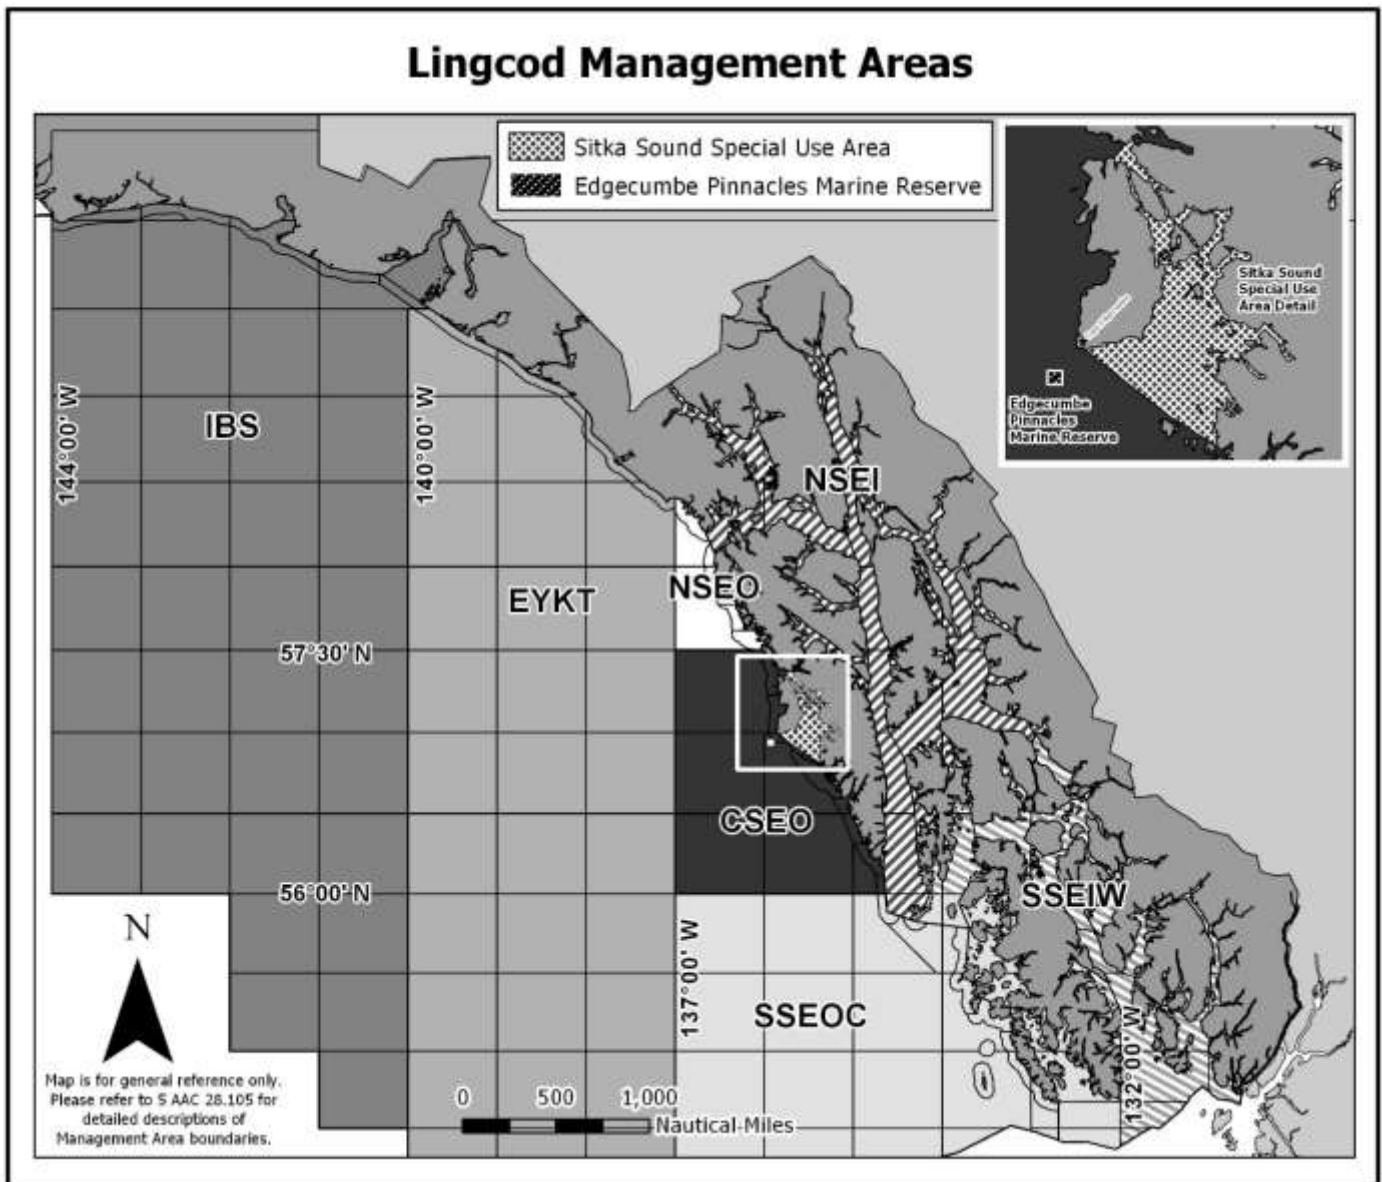 Lingcod Management Areas
Sitka Sound Special Use Area
Edgecumbe Pinnacles Marine Reserve
Sitka Sound
Special Use
Area Detail
Edgecumbe
Pinnacles
Marine Reserve
144°00' W
IBS
140°00' W
NSEI
EYKT
NSEO
57°30' N
CSEO
56°00' N
SSEIW
N
137°00' W
SSEOC
132°00' W
Map is for general reference only.
Please refer to 5 AAC 28.105 for
detailed descriptions of
Management Area boundaries.
0 500 1,000
Nautical Miles